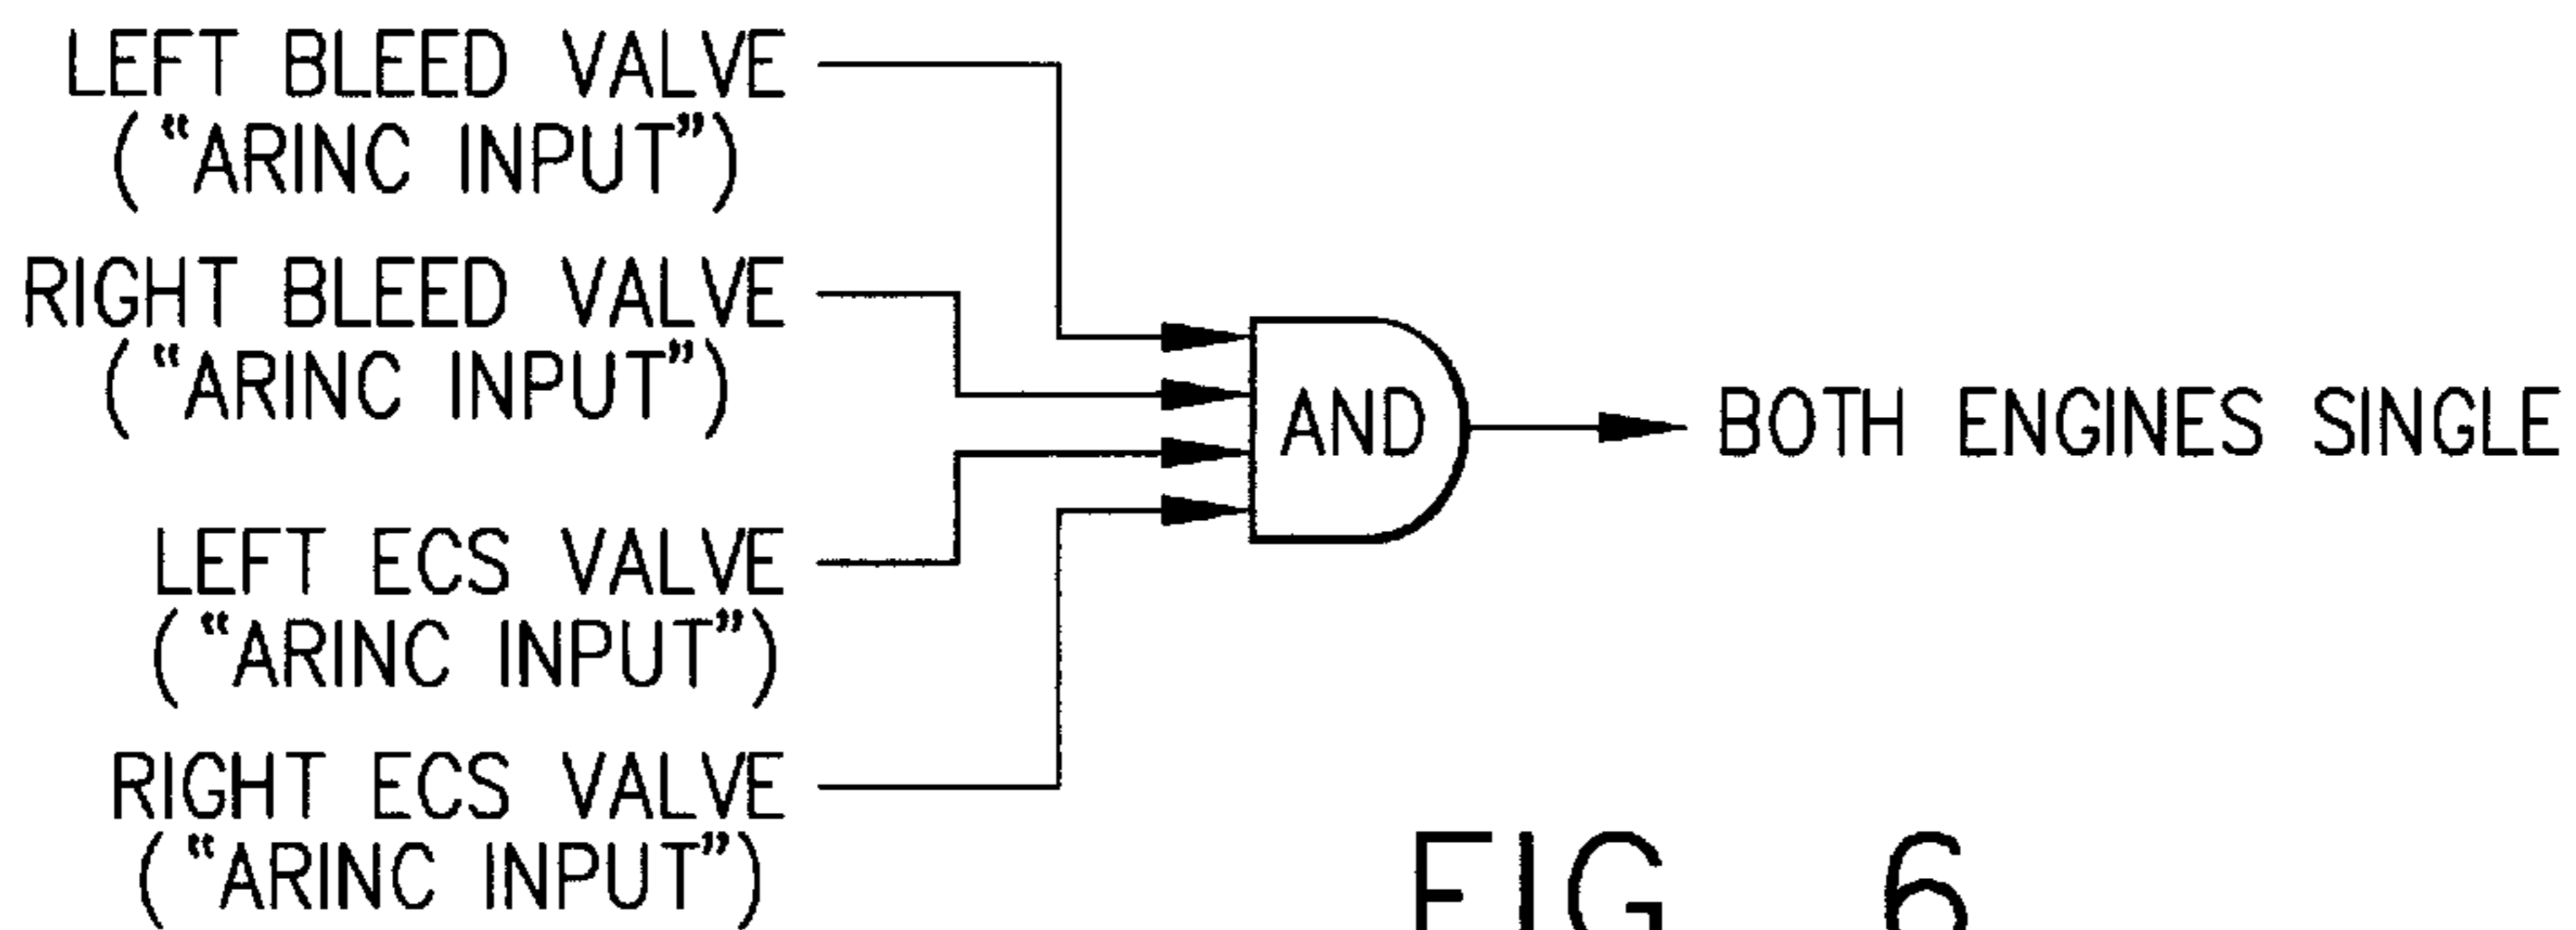 LEFT BLEED VALVE
("ARINC INPUT")
RIGHT BLEED VALVE
("ARINC INPUT")
AND
BOTH ENGINES SINGLE
LEFT ECS VALVE
("ARINC INPUT")
RIGHT ECS VALVE
("ARINC INPUT")
FIG. 6